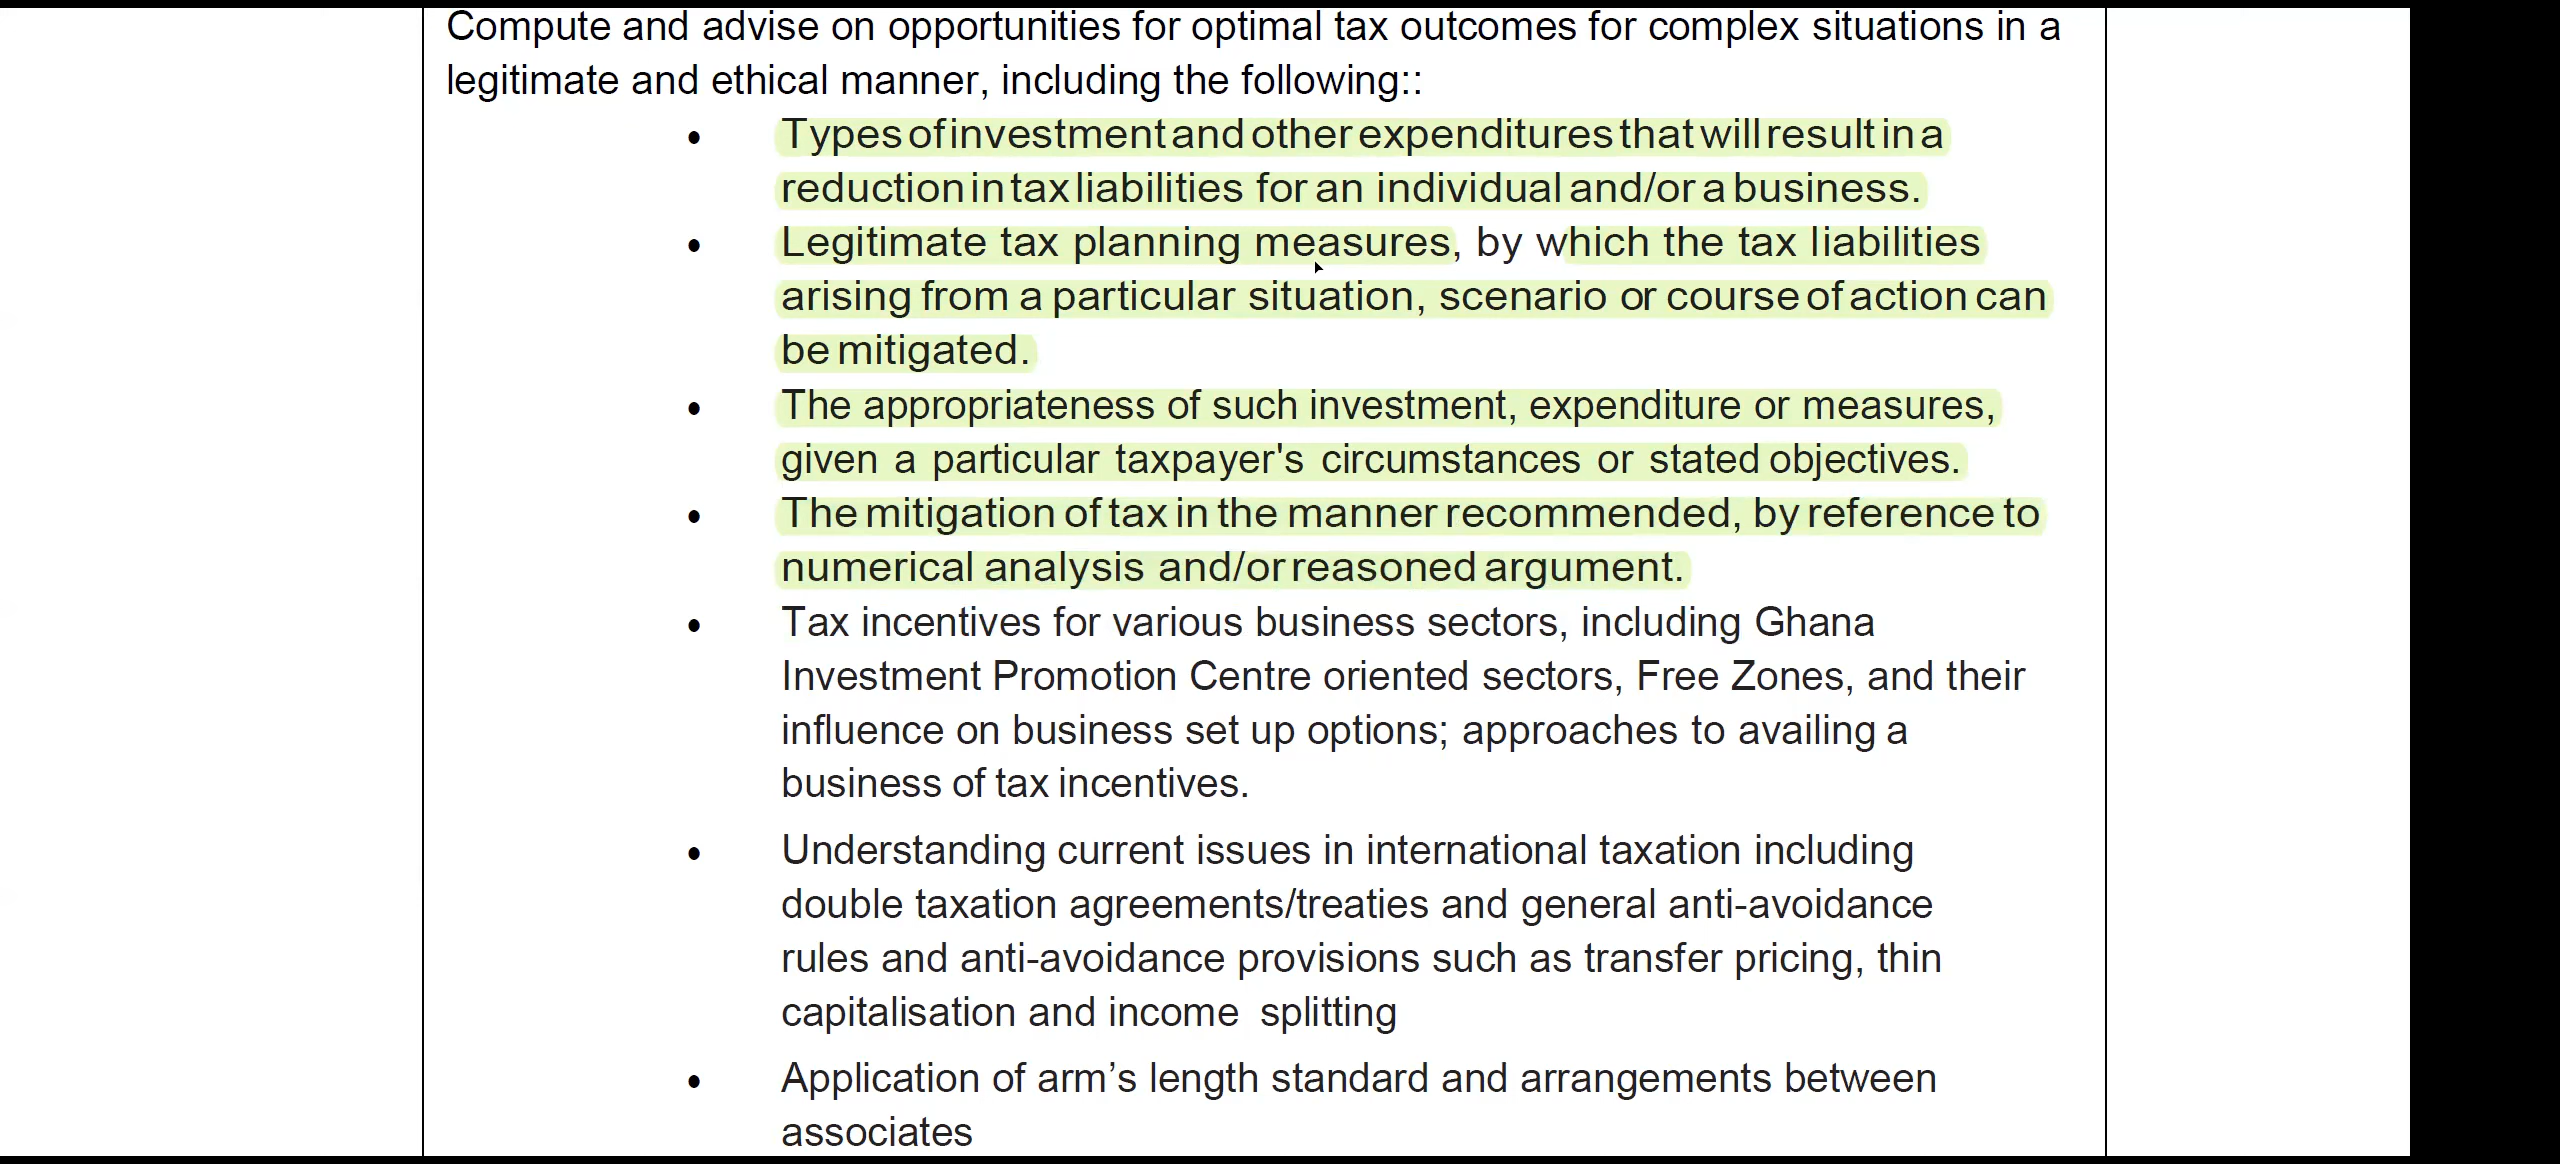 Compute and advise on opportunities for optimal tax outcomes for complex situations in a
legitimate and ethical manner, including the following::
• Types of investment and other expenditures that will result in a
reduction in tax liabilities for an individual and/or a business.
• Legitimate tax planning measures, by which the tax liabilities
arising from a particular situation, scenario or course of action can
be mitigated.
• The appropriateness of such investment, expenditure or measures,
given a particular taxpayer's circumstances or stated objectives.
• The mitigation of tax in the manner recommended, by reference to
numerical analysis and/or reasoned argument.
• Tax incentives for various business sectors, including Ghana
Investment Promotion Centre oriented sectors, Free Zones, and their
influence on business set up options; approaches to availing a
business of tax incentives.
• Understanding current issues in international taxation including
double taxation agreements/treaties and general anti-avoidance
rules and anti-avoidance provisions such as transfer pricing, thin
capitalisation and income splitting
• Application of arm’s length standard and arrangements between
associates